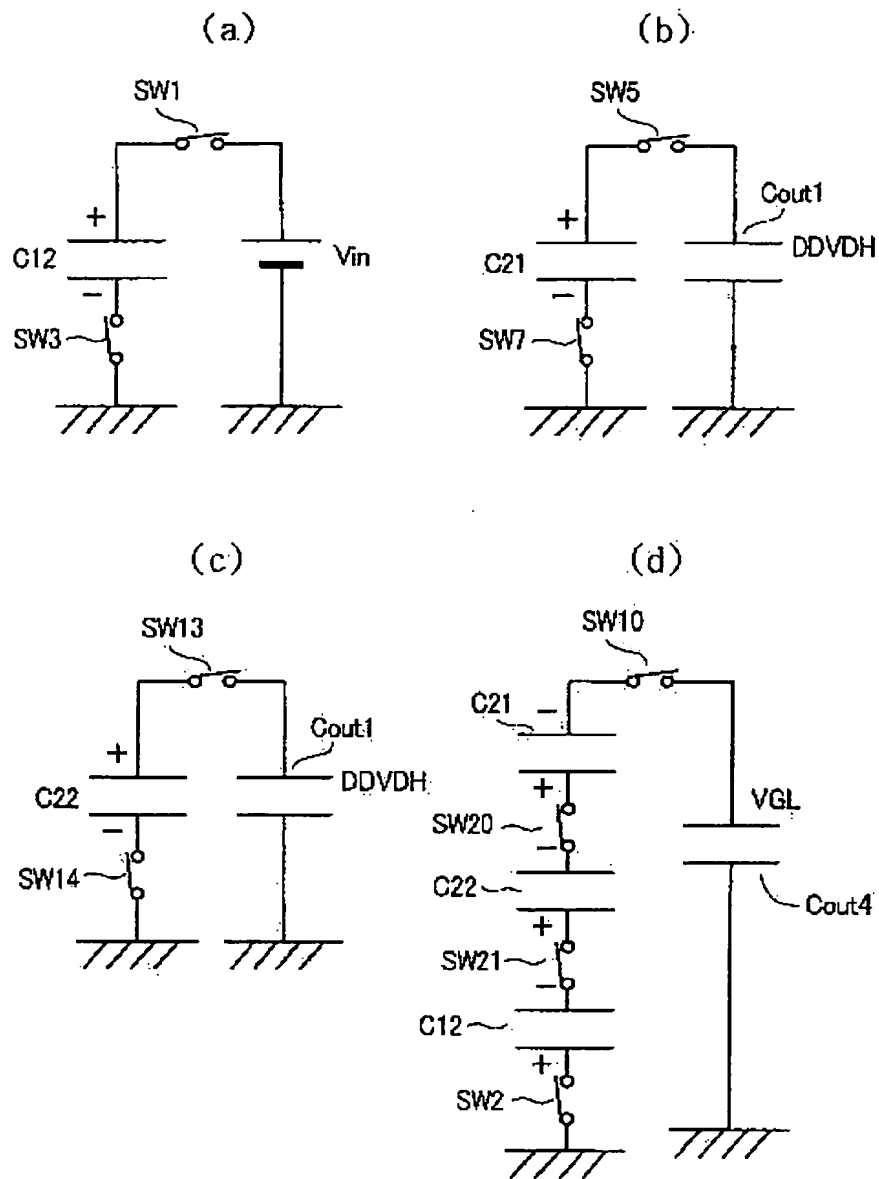 (a)
SW1
+
C12
Vin
−
SW3
(b)
SW5
Cout1
+
DDVDH
C21
−
SW7
(c)
SW13
Cout1
+
DDVDH
C22
−
SW14
(d)
SW10
C21
−
+
SW20
VGL
−
C22
Cout4
+
SW21
−
C12
+
SW2